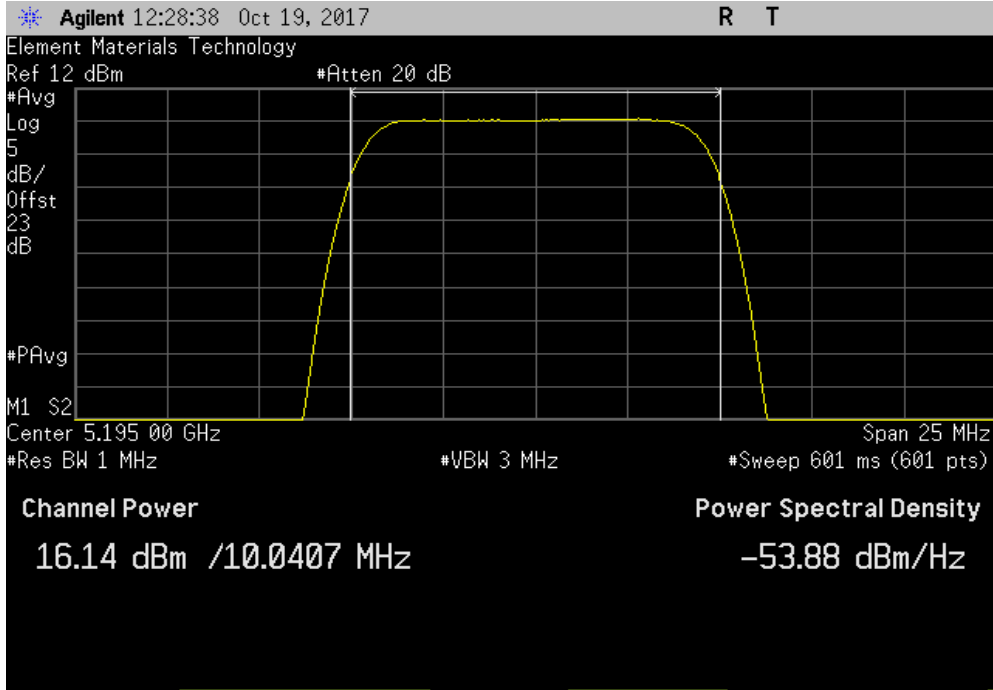 Agilent 12:28:38 Oct 19, 2017 R T
Element Materials Technology
Ref 12 dBm #Atten 20 dB
#Avg
Log
5
dB/
Offst
23
dB
#PAvg
M1 S2
Center 5.195 00 GHz Span 25 MHz
#Res BW 1 MHz #VBW 3 MHz #Sweep 601 ms (601 pts)
Channel Power Power Spectral Density
16.14 dBm /10.0407 MHz -53.88 dBm/Hz